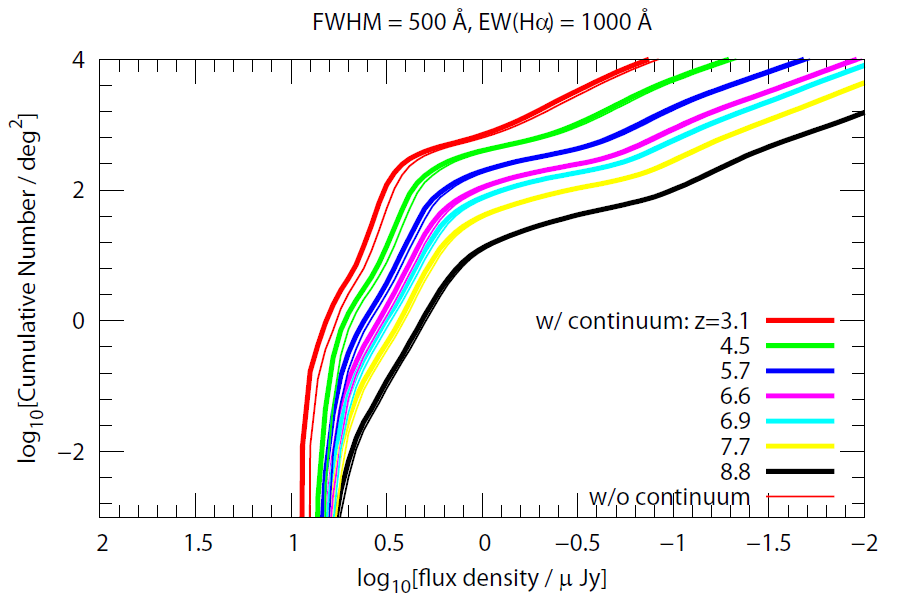 FWHM = 500 Å, EW(Hα) = 1000 Å
log10[Cumulative Number / deg2]
4
2
0
−2
w/ continuum: z=3.1
4.5
5.7
6.6
6.9
7.7
8.8
w/o continuum
2 1.5 1 0.5 0 −0.5 −1 −1.5 −2
log10[flux density / μ Jy]